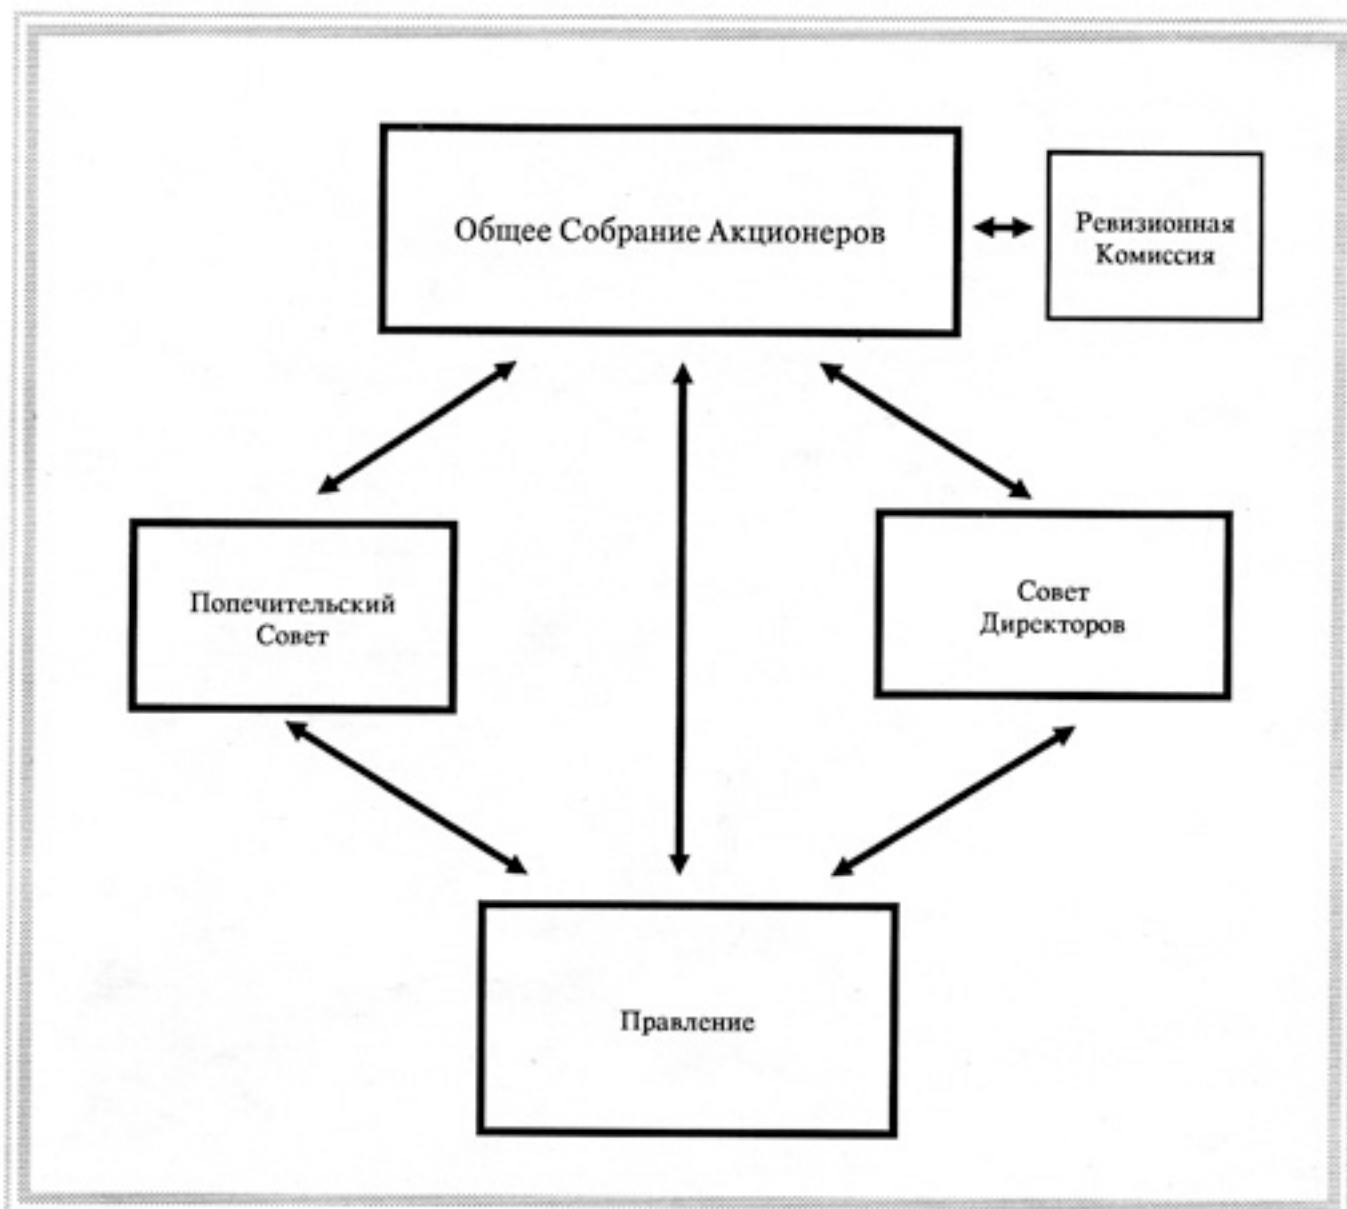 Общее Собрание Акционеров
Ревизионная
Комиссия
Попечительский
Совет
Совет
Директоров
Правление